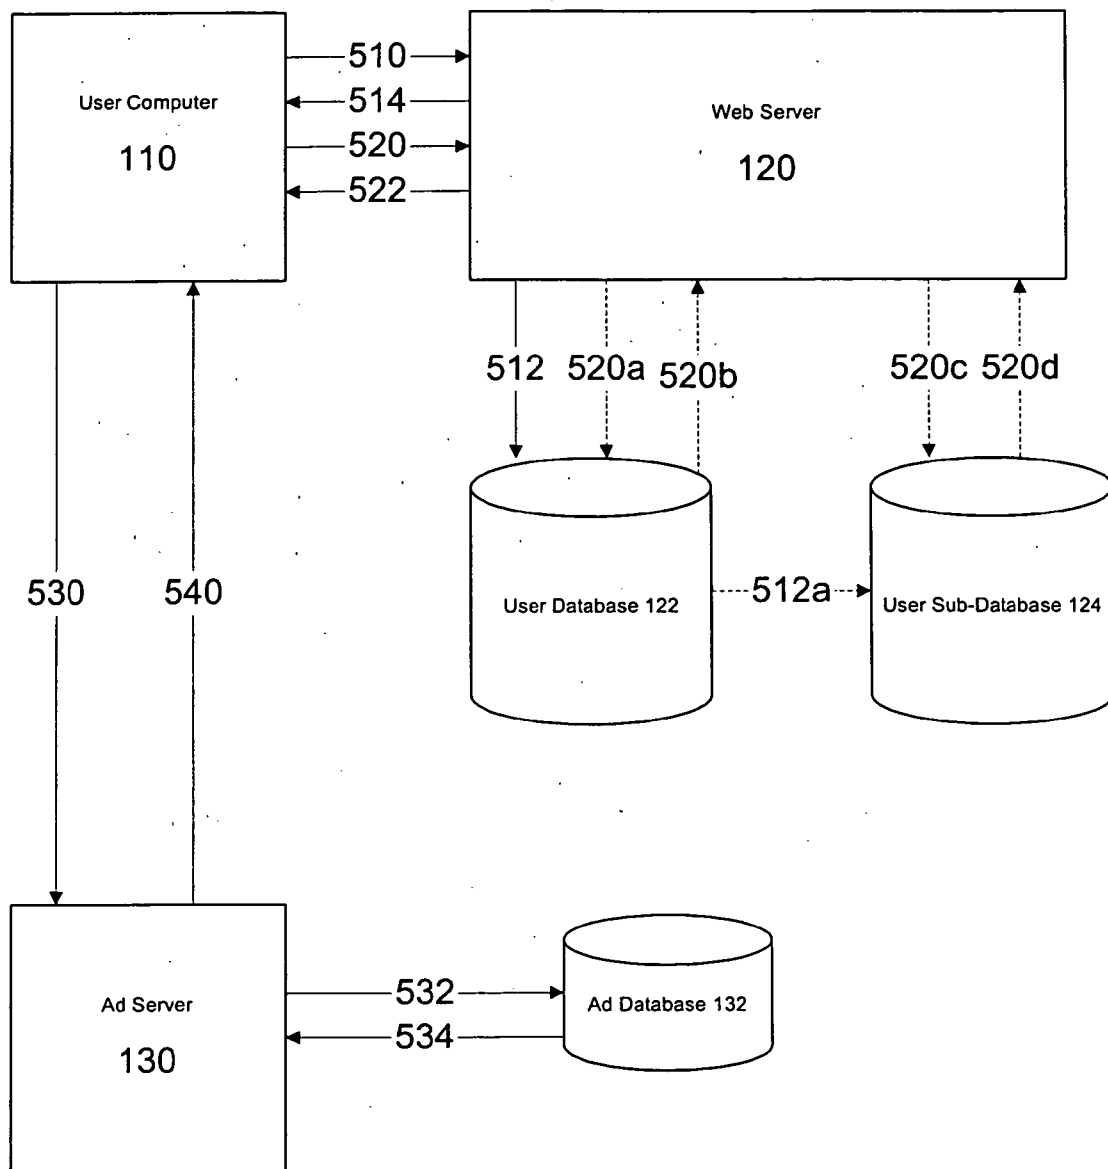 510
User Computer
514
Web Server
110
520
120
522
512
520a
520b
520c
520d
530
540
User Database 122
512a
User Sub-Database 124
Ad Server
532
Ad Database 132
130
534